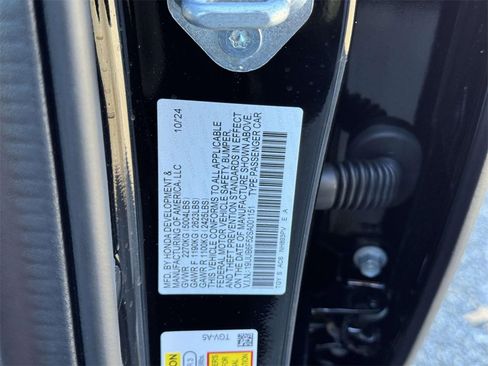 MFD. BY HONDA DEVELOPMENT & 10/24
MANUFACTURING OF AMERICA, LLC
GVWR 2270KG (5004LBS)
GAWR F 1190KG (2623LBS)
GAWR R 1100KG (2425LBS)
THIS VEHICLE CONFORMS TO ALL APPLICABLE
FEDERAL MOTOR VEHICLE SAFETY, BUMPER,
AND THEFT PREVENTION STANDARDS IN EFFECT
ON THE DATE OF MANUFACTURE SHOWN ABOVE.
V.I.N.: TYPE: PASSENGER CAR
E A
TGV-A5